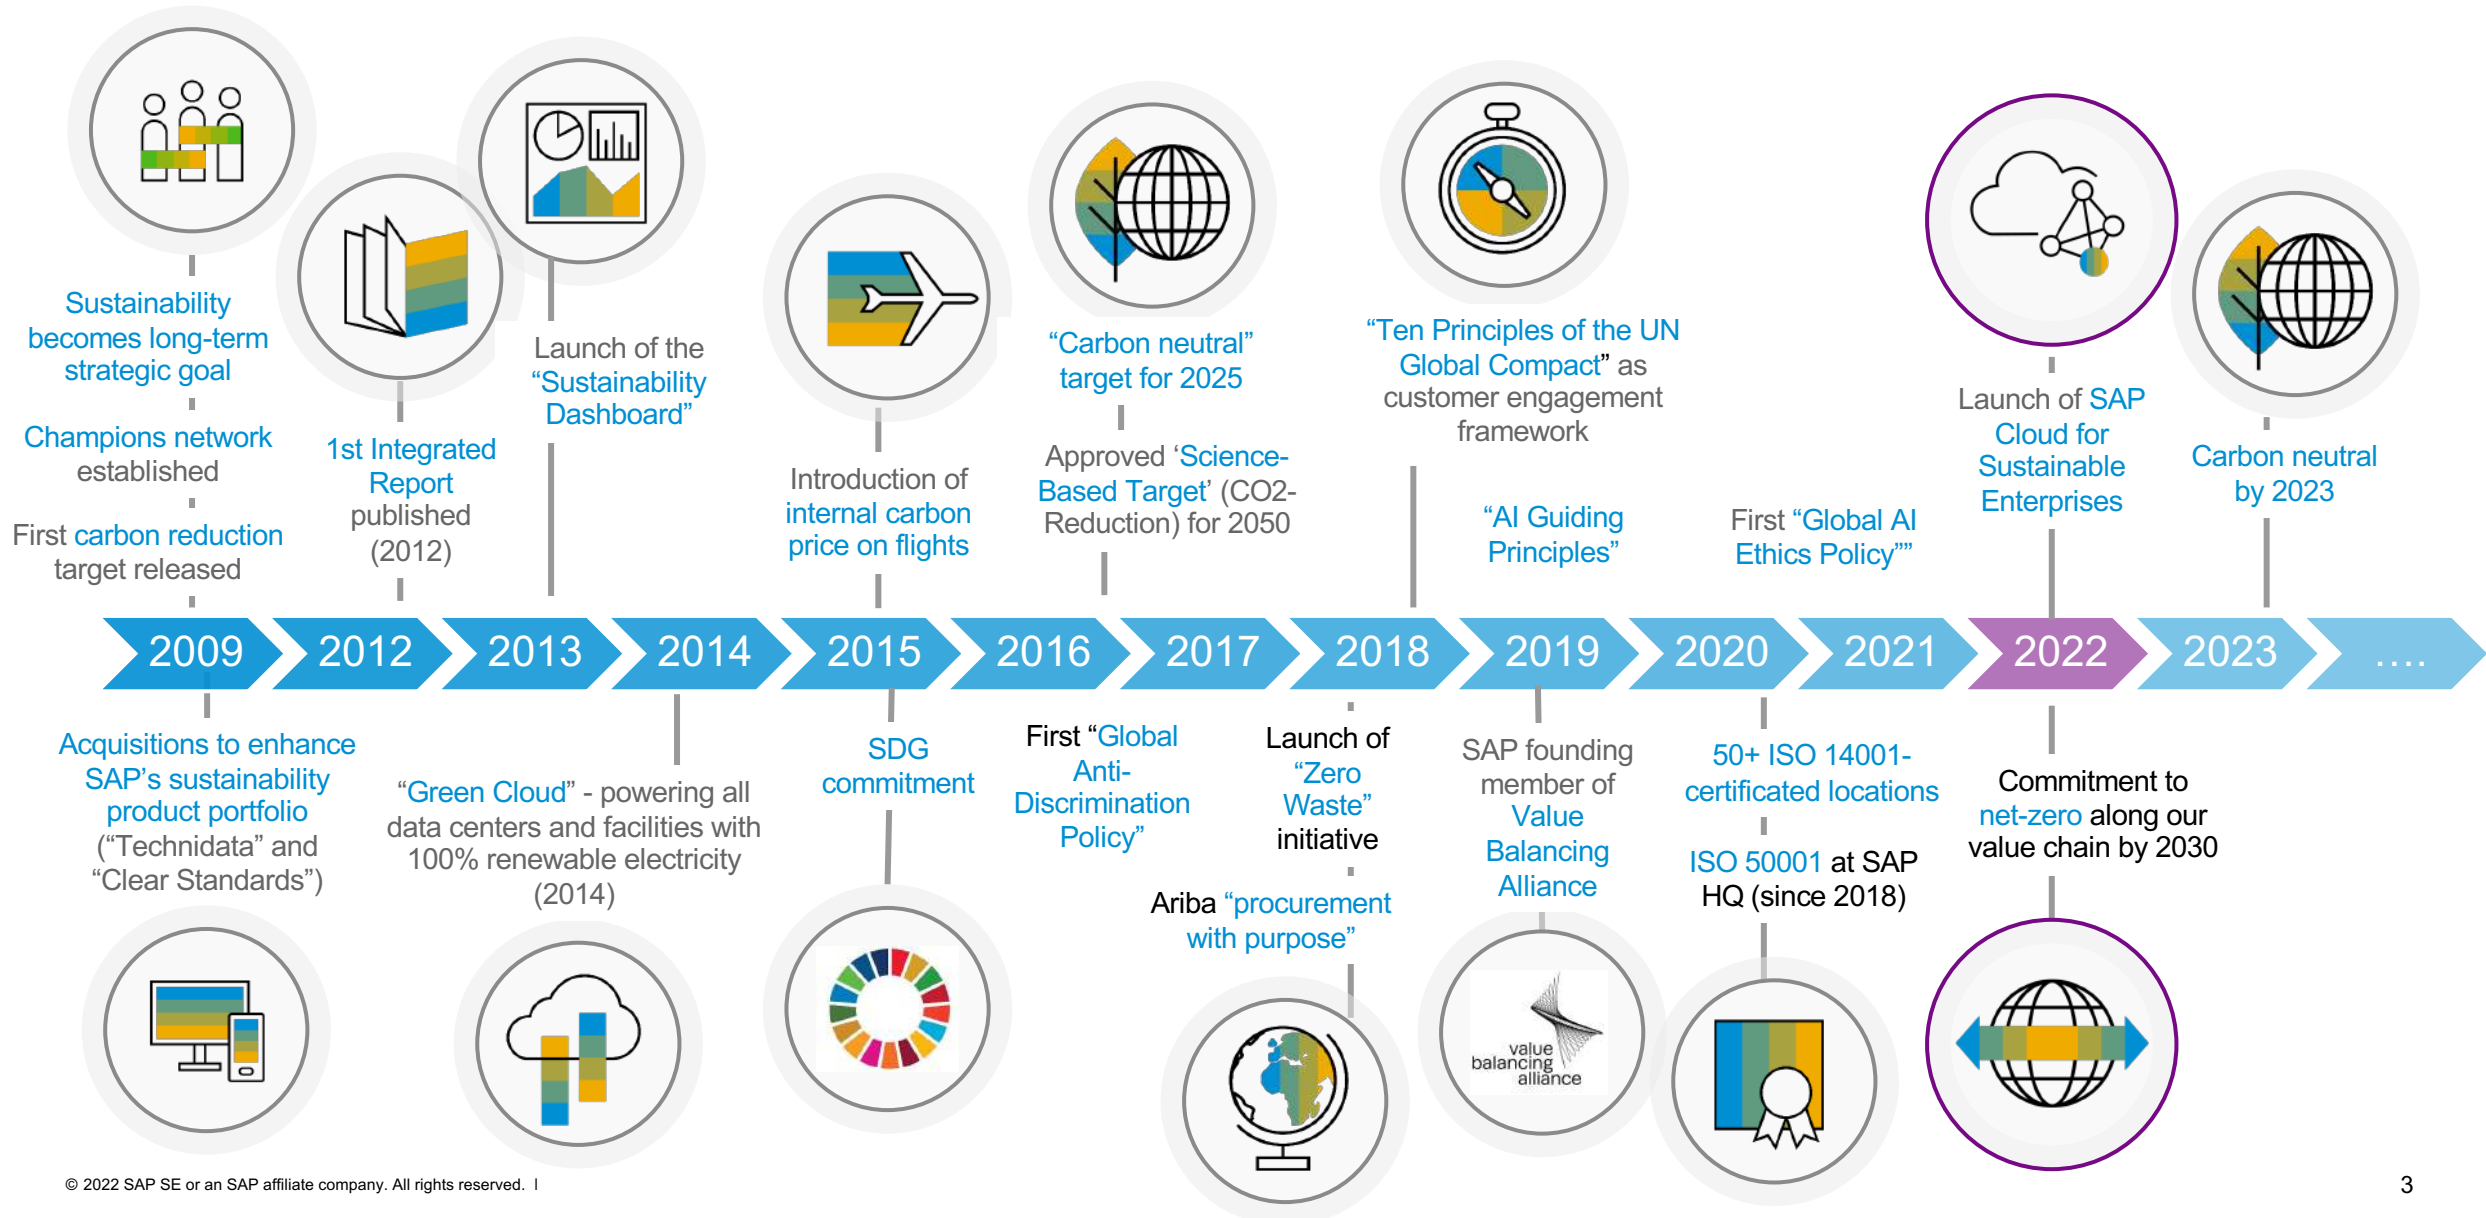 Sustainability
becomes long-term
strategic goal
Champions network
established
First carbon reduction
target released
1st Integrated
Report
published
(2012)
Launch of the
“Sustainability
Dashboard”
Introduction of
internal carbon
price on flights
“Carbon neutral”
target for 2025
Approved ‘Science-
Based Target’ (CO2-
Reduction) for 2050
“Ten Principles of the UN
Global Compact” as
customer engagement
framework
“AI Guiding
Principles”
First “Global AI
Ethics Policy””
Launch of SAP
Cloud for
Sustainable
Enterprises
Carbon neutral
by 2023
2009
2012
2013
2014
2015
2016
2017
2018
2019
2020
2021
2022
2023
....
Acquisitions to enhance
SAP’s sustainability
product portfolio
(“Technidata” and
“Clear Standards”)
“Green Cloud” - powering all
data centers and facilities with
100% renewable electricity
(2014)
SDG
commitment
First “Global
Anti-
Discrimination
Policy”
Launch of
“Zero
Waste”
initiative
Ariba “procurement
with purpose”
SAP founding
member of
Value
Balancing
Alliance
value
balancing
alliance
50+ ISO 14001-
certificated locations
ISO 50001 at SAP
HQ (since 2018)
Commitment to
net-zero along our
value chain by 2030
© 2022 SAP SE or an SAP affiliate company. All rights reserved. I
3